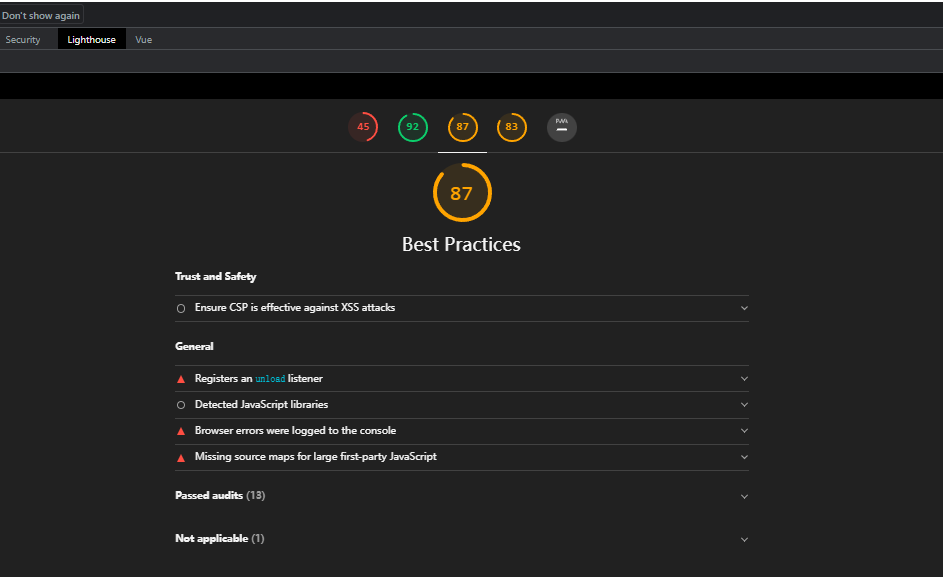 Don't show again
Security Lighthouse Vue
45 92 87 83 PWA
87
Best Practices
Trust and Safety
Ensure CSP is effective against XSS attacks
General
Registers an unload listener
Detected JavaScript libraries
Browser errors were logged to the console
Missing source maps for large first-party JavaScript
Passed audits (13)
Not applicable (1)